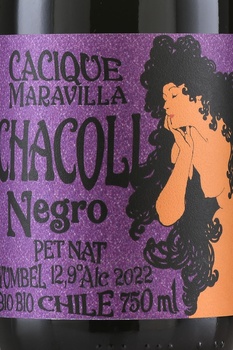 CACIQUE
MARAVILLA
CHACOLI
Negro
PET NAT
YUMBEL 12,9° Alc 2022
BIO BIO CHILE 750 ml